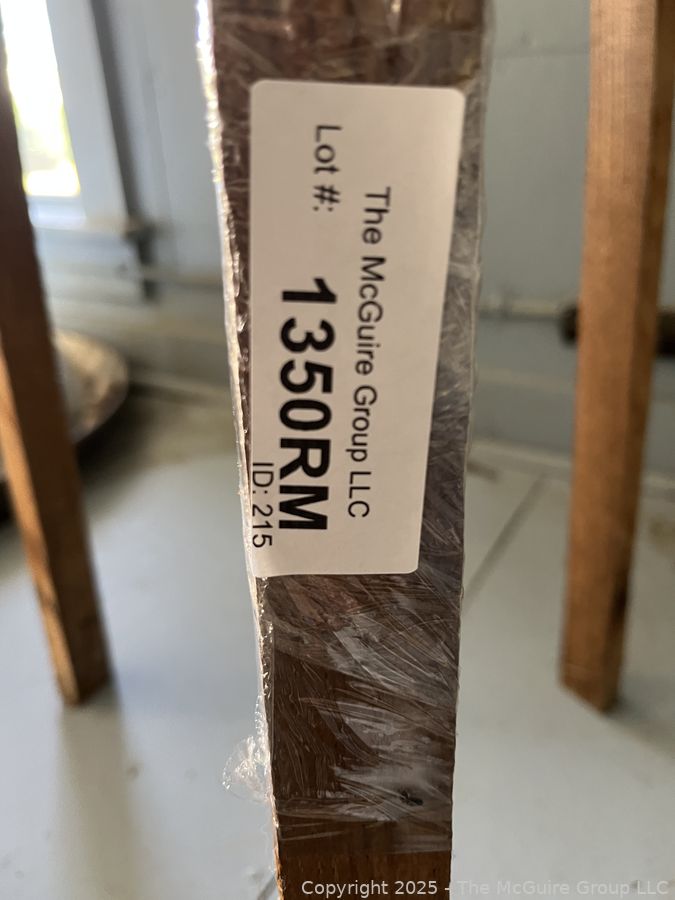 The McGuire Group LLC
Lot #:
1350RM
ID: 215
Copyright 2025 - The McGuire Group LLC